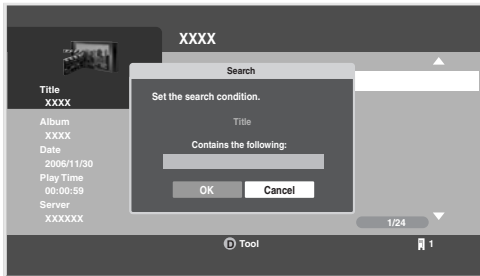 XXXX
Title
XXXX
Album
XXXX
Date
2006/11/30
Play Time
00:00:59
Server
XXXXXX
Search
Set the search condition.
Title
Contains the following:
OK Cancel
1/24
D Tool
1